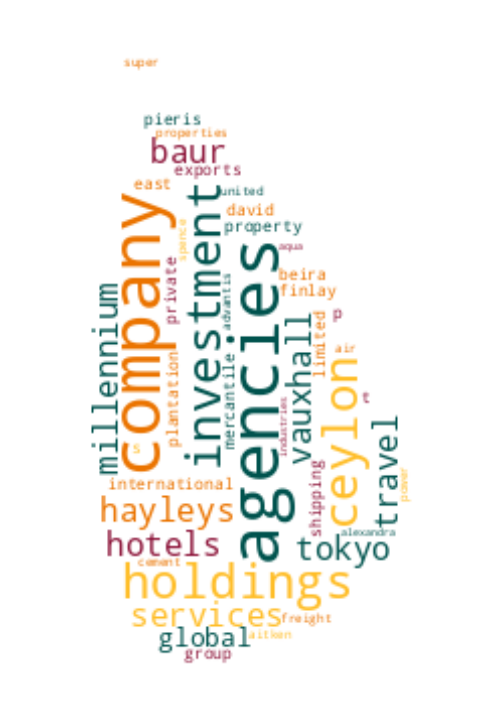 super
pieris
properties
baur
exports
east
united
david
property
company
investment
agencies
spence
aqua
private
beira
finlay
advantis
millennium
vauxhall
limited
p
air
plantation
mercantile
ceylon
industries
t
travel
s
shipping
power
international
hayleys
alexandra
hotels
tokyo
cement
holdings
services
freight
global
aitken
group